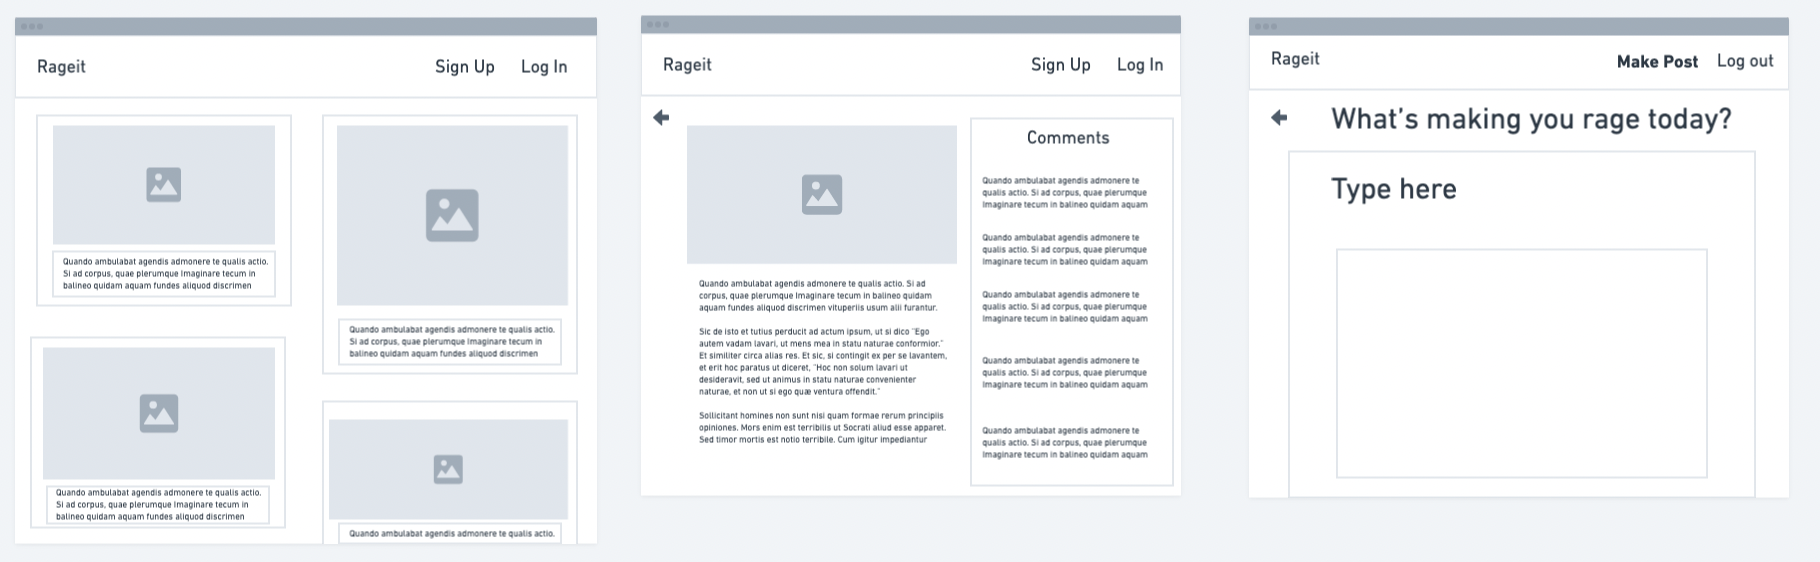 Rageit
Sign Up
Log In
Quando ambulabat agendis admonere te qualis actio.
Si ad corpus, quae plerumque Imaginare tecum in
balineo quidam aquam fundes aliquod discrimen
Quando ambulabat agendis admonere te qualis actio.
Si ad corpus, quae plerumque Imaginare tecum in
balineo quidam aquam fundes aliquod discrimen
Quando ambulabat agendis admonere te qualis actio.
Si ad corpus, quae plerumque Imaginare tecum in
balineo quidam aquam fundes aliquod discrimen
Quando ambulabat agendis admonere te qualis actio.
Rageit
Sign Up
Log In
Quando ambulabat agendis admonere te qualis actio. Si ad
corpus, quae plerumque Imaginare tecum in balineo quidam
aquam fundes aliquod discrimen vituperiis usum alii furantur.
Sic de isto et tutius perducit ad actum ipsum, ut si dico "Ego
autem vadam lavari, ut mens mea in statu naturae conformior."
Et similiter circa alias res. Et sic, si contingit ex per se lavantem,
et erit hoc paratus ut diceret, "Hoc non solum lavari ut
desideravit, sed ut animus in statu naturae convenienter
naturae, et non ut si ego quæ ventura offendit."
Sollicitant homines non sunt nisi quam formae rerum principiis
opiniones. Mors enim est terribilis ut Socrati aliud esse apparet.
Sed timor mortis est notio terribile. Cum igitur impediantur
Comments
Quando ambulabat agendis admonere te
qualis actio. Si ad corpus, quae plerumque
Imaginare tecum in balineo quidam aquam
Quando ambulabat agendis admonere te
qualis actio. Si ad corpus, quae plerumque
Imaginare tecum in balineo quidam aquam
Quando ambulabat agendis admonere te
qualis actio. Si ad corpus, quae plerumque
Imaginare tecum in balineo quidam aquam
Quando ambulabat agendis admonere te
qualis actio. Si ad corpus, quae plerumque
Imaginare tecum in balineo quidam aquam
Quando ambulabat agendis admonere te
qualis actio. Si ad corpus, quae plerumque
Imaginare tecum in balineo quidam aquam
Rageit
Make Post
Log out
What's making you rage today?
Type here